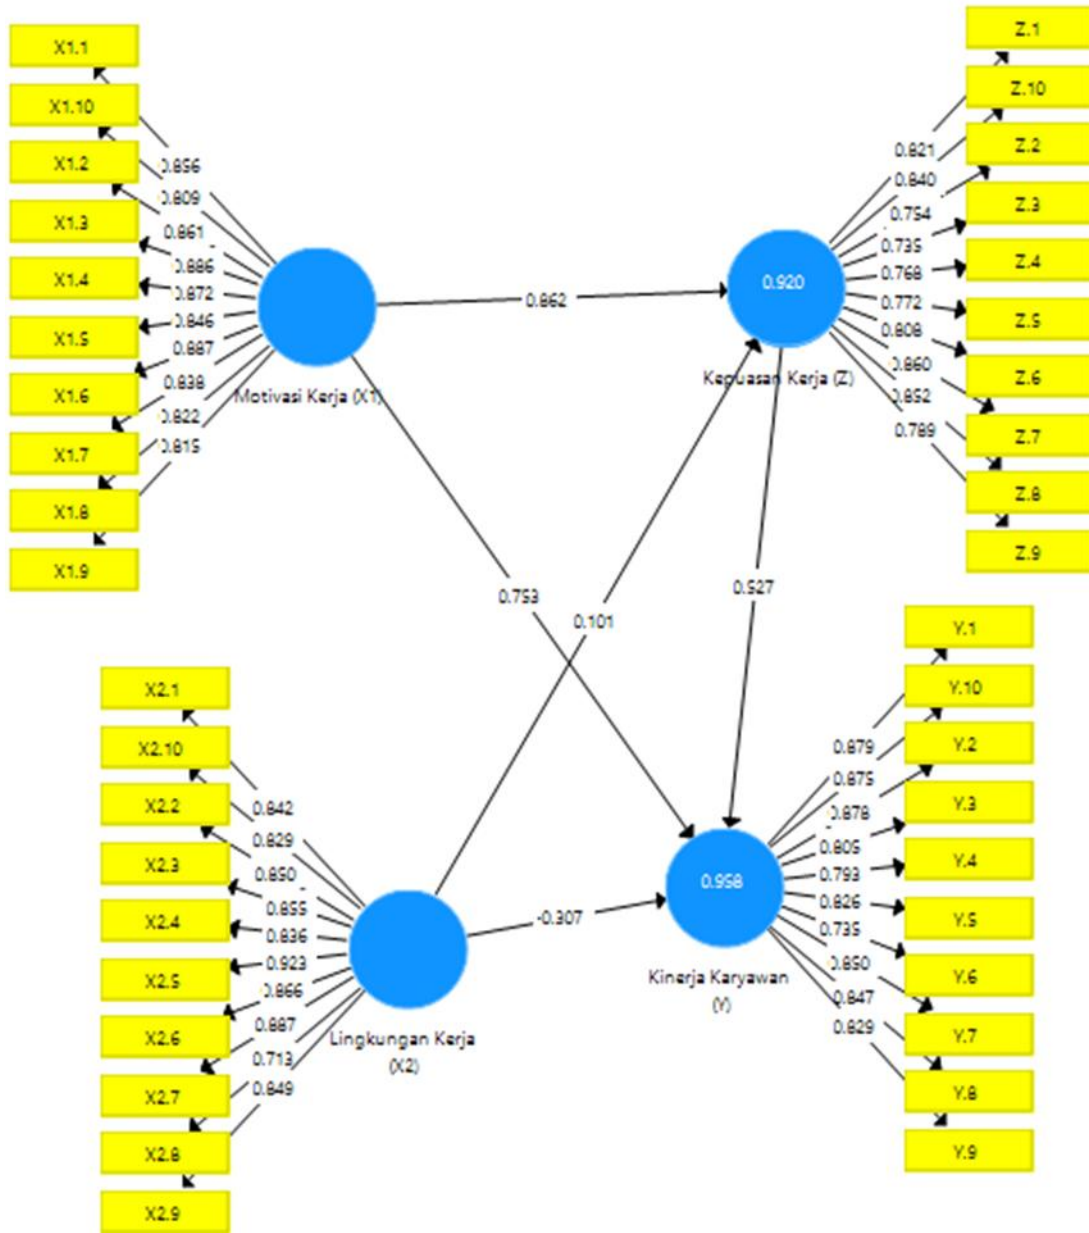 X1.1
X1.10
X1.2
X1.3
X1.4
X1.5
X1.6
X1.7
X1.8
X1.9
0.856
0.809
0.861
0.886
0.872
0.846
0.887
0.838
0.822
0.815
Motivasi Kerja (X1)
0.862
0.920
Kepuasan Kerja (Z)
0.821
0.840
0.754
0.735
0.768
0.772
0.808
0.860
0.852
0.789
Z.1
Z.10
Z.2
Z.3
Z.4
Z.5
Z.6
Z.7
Z.8
Z.9
0.753
0.101
0.527
X2.1
X2.10
X2.2
X2.3
X2.4
X2.5
X2.6
X2.7
X2.8
X2.9
0.842
0.829
0.850
0.855
0.836
0.923
0.866
0.887
0.713
0.849
Lingkungan Kerja
(X2)
-0.307
0.958
Kinerja Karyawan
(Y)
0.879
0.875
0.878
0.805
0.793
0.826
0.735
0.850
0.847
0.829
Y.1
Y.10
Y.2
Y.3
Y.4
Y.5
Y.6
Y.7
Y.8
Y.9